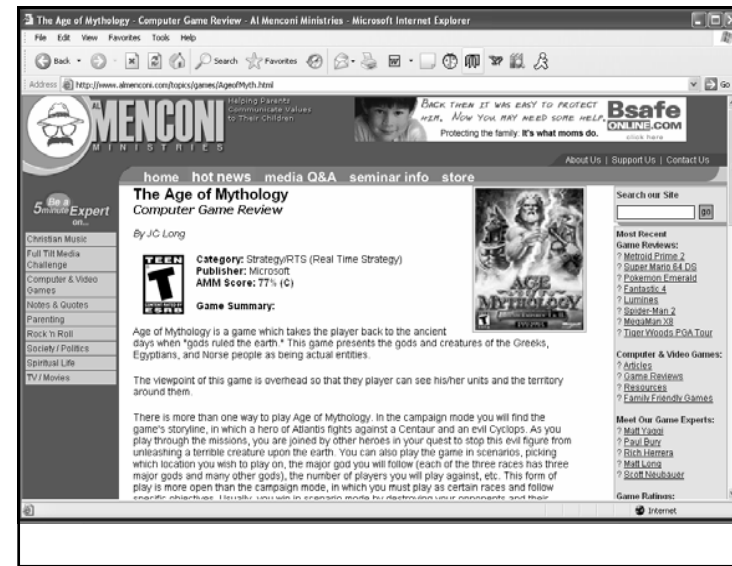 The Age of Mythology - Computer Game Review - Al Menconi Ministries - Microsoft Internet Explorer
File Edit View Favorites Tools Help
Back Search Favorites
Address http://www.almenconi.com/topics/games/AgeofMyth.html Go
AL MENCONI
MINISTRIES
Helping Parents
Communicate Values
to Their Children
BACK THEN IT WAS EASY TO PROTECT
HIM. NOW YOU MAY NEED SOME HELP.
Protecting the family: It's what moms do.
Bsafe
ONLINE.COM
click here
About Us | Support Us | Contact Us
home hot news media Q&A seminar info store
Be a
5 minute Expert
on...
Christian Music
Full Tilt Media
Challenge
Computer & Video
Games
Notes & Quotes
Parenting
Rock 'n Roll
Society / Politics
Spiritual Life
TV / Movies
The Age of Mythology
Computer Game Review
By JC Long
TEEN
T
CONTENT RATED BY
ESRB
Category: Strategy/RTS (Real Time Strategy)
Publisher: Microsoft
AMM Score: 77% (C)
Game Summary:
AGE
OF
MYTHOLOGY
Age of Mythology is a game which takes the player back to the ancient
days when "gods ruled the earth." This game presents the gods and creatures of the Greeks,
Egyptians, and Norse people as being actual entities.
The viewpoint of this game is overhead so that they player can see his/her units and the territory
around them.
There is more than one way to play Age of Mythology. In the campaign mode you will find the
game's storyline, in which a hero of Atlantis fights against a Centaur and an evil Cyclops. As you
play through the missions, you are joined by other heroes in your quest to stop this evil figure from
unleashing a terrible creature upon the earth. You can also play the game in scenarios, picking
which location you wish to play on, the major god you will follow (each of the three races has three
major gods and many other gods), the number of players you will play against, etc. This form of
play is more open than the campaign mode, in which you must play as certain races and follow
specific objectives. Usually, you win in scenario mode by destroying your opponents and their
Search our Site
go
Most Recent
Game Reviews:
? Metroid Prime 2
? Super Mario 64 DS
? Pokemon Emerald
? Fantastic 4
? Lumines
? Spider-Man 2
? MegaMan X8
? Tiger Woods PGA Tour
Computer & Video Games:
? Articles
? Game Reviews
? Resources
? Family Friendly Games
Meet Our Game Experts:
? Matt Yaggi
? Paul Bury
? Rich Herrera
? Matt Long
? Scott Neubauer
Game Ratings:
Internet